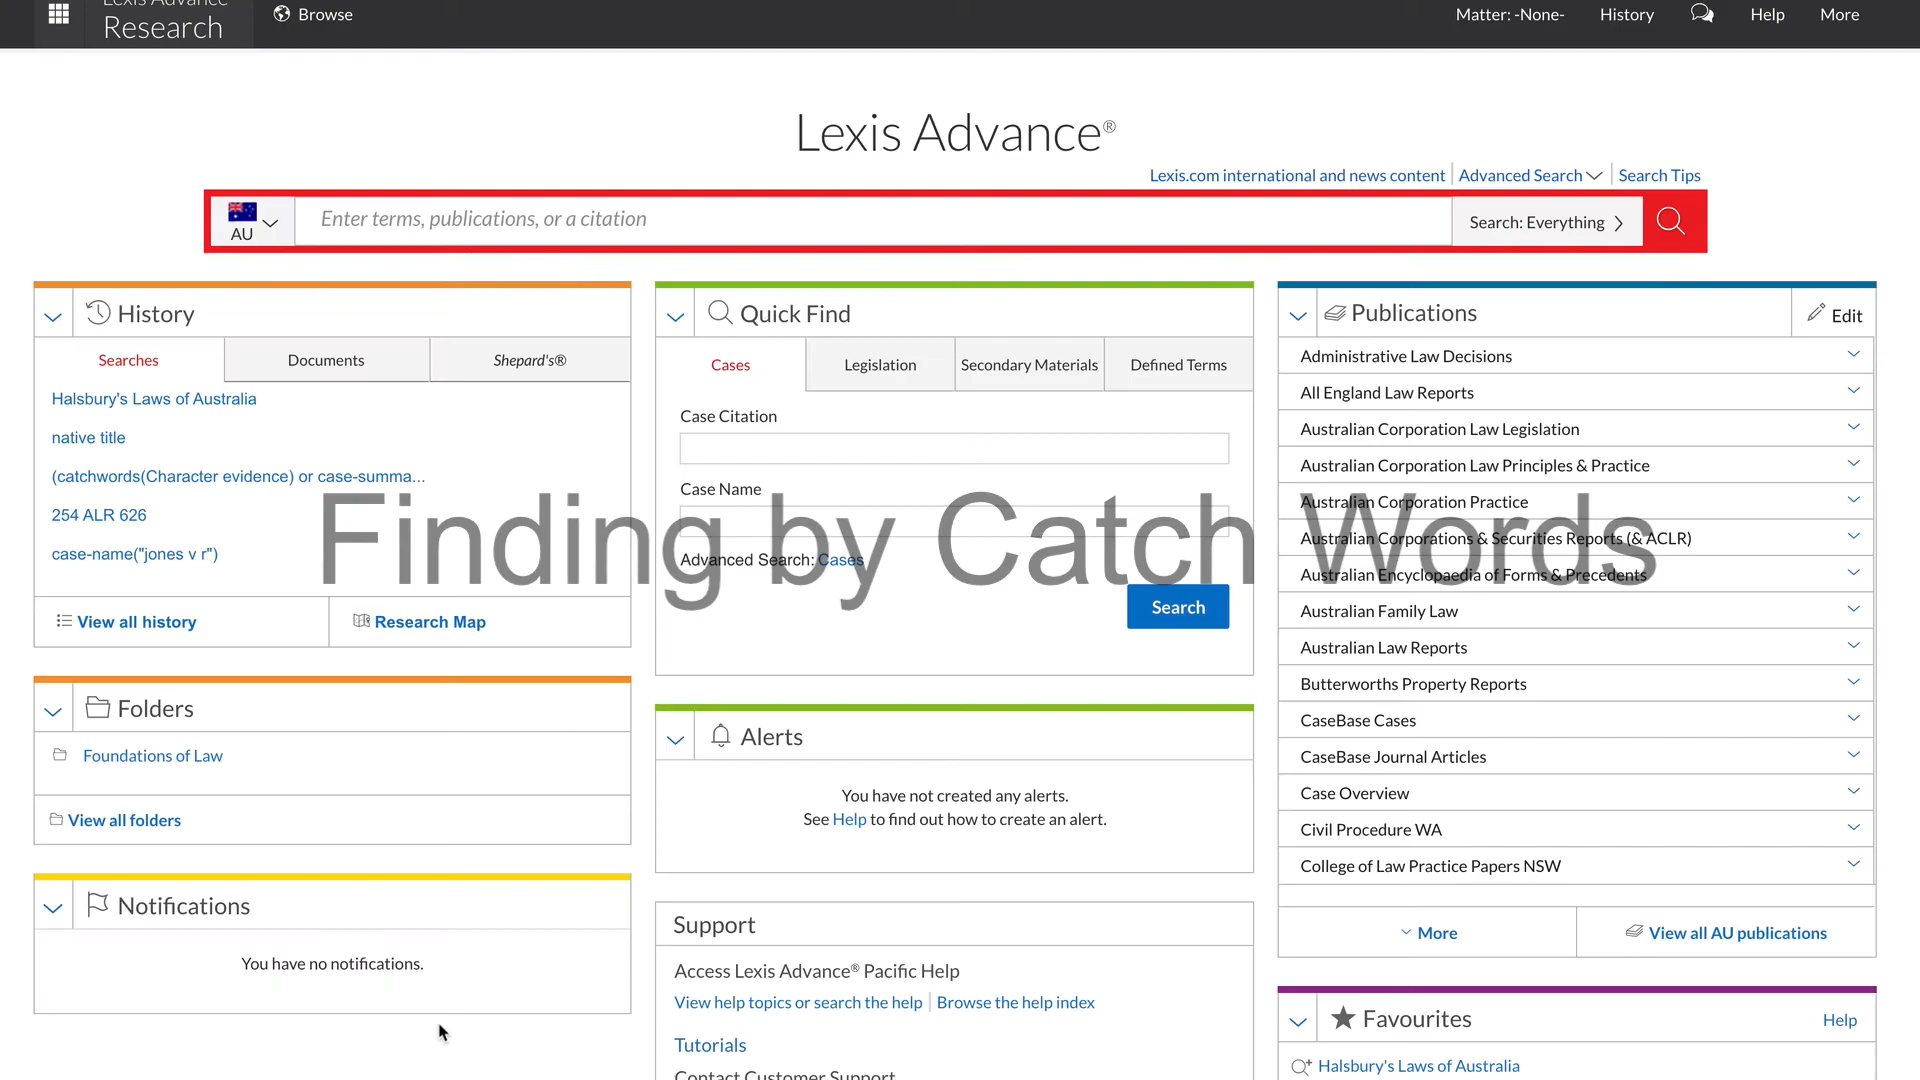 Lexis Advance
Research
Browse
Matter: -None-
History
Help
More
Lexis Advance®
Lexis.com international and news content
Advanced Search
Search Tips
AU
Enter terms, publications, or a citation
Search: Everything
History
Searches
Documents
Shepard's®
Halsbury's Laws of Australia
native title
(catchwords(Character evidence) or case-summa...
254 ALR 626
case-name("jones v r")
View all history
Research Map
Folders
Foundations of Law
View all folders
Notifications
You have no notifications.
Quick Find
Cases
Legislation
Secondary Materials
Defined Terms
Case Citation
Case Name
Finding by Catch Words
Advanced Search: Cases
Search
Alerts
You have not created any alerts.
See Help to find out how to create an alert.
Support
Access Lexis Advance® Pacific Help
View help topics or search the help
Browse the help index
Tutorials
Contact Customer Support
Publications
Edit
Administrative Law Decisions
All England Law Reports
Australian Corporation Law Legislation
Australian Corporation Law Principles & Practice
Australian Corporation Practice
Australian Corporations & Securities Reports (& ACLR)
Australian Encyclopaedia of Forms & Precedents
Australian Family Law
Australian Law Reports
Butterworths Property Reports
CaseBase Cases
CaseBase Journal Articles
Case Overview
Civil Procedure WA
College of Law Practice Papers NSW
More
View all AU publications
Favourites
Help
Halsbury's Laws of Australia